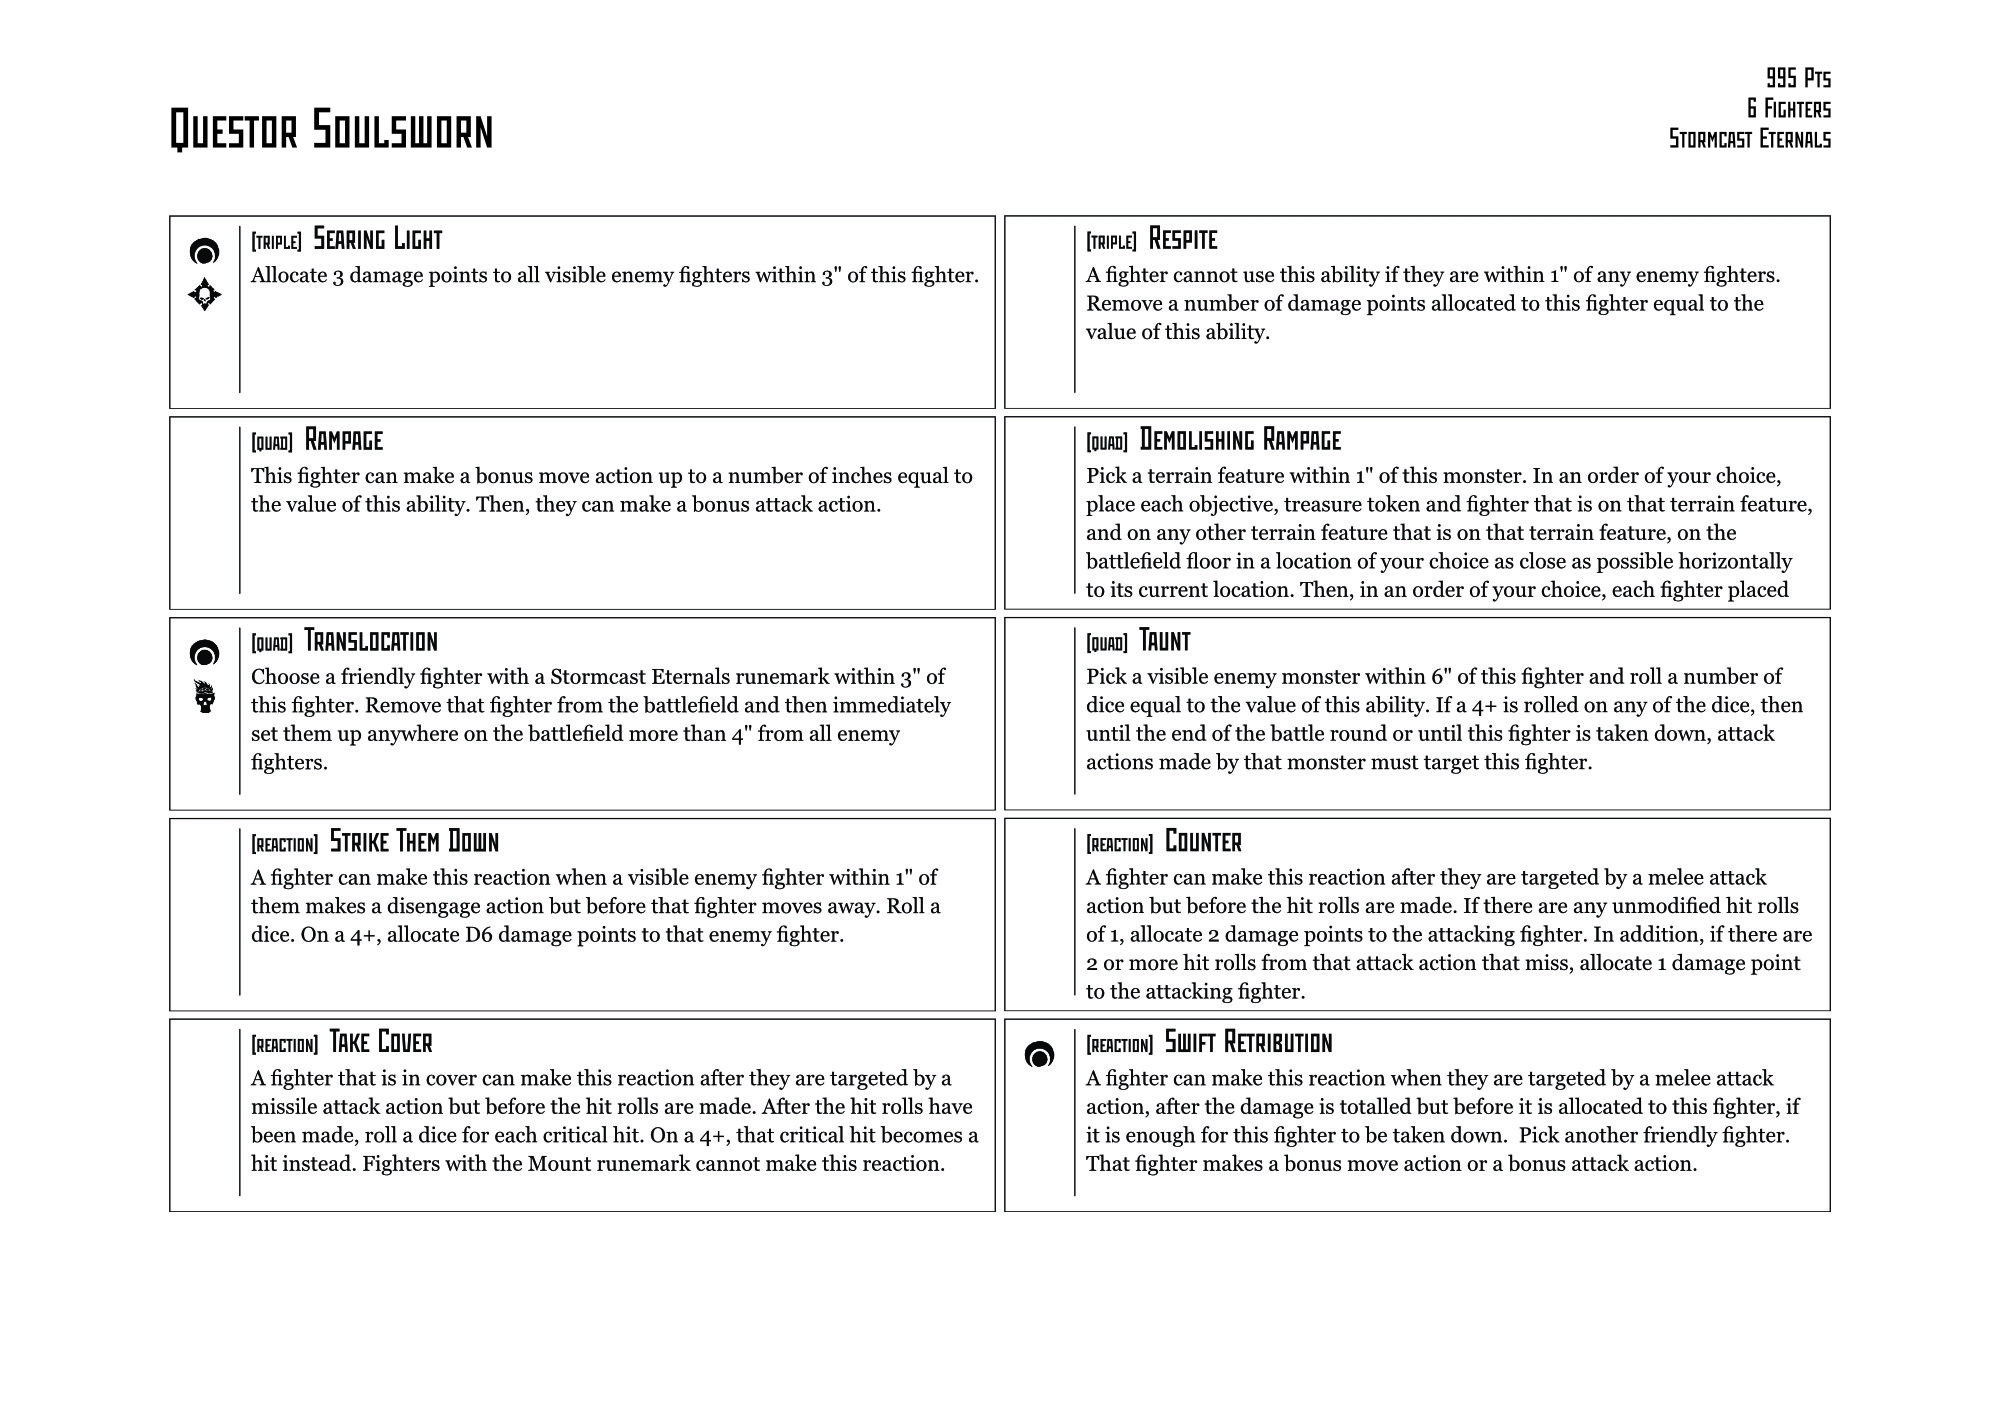 995 Pts
6 Fighters
Stormcast Eternals
Questor Soulsworn
[Triple] Searing Light
Allocate 3 damage points to all visible enemy fighters within 3" of this fighter.
[Triple] Respite
A fighter cannot use this ability if they are within 1" of any enemy fighters.
Remove a number of damage points allocated to this fighter equal to the
value of this ability.
[Quad] Rampage
This fighter can make a bonus move action up to a number of inches equal to
the value of this ability. Then, they can make a bonus attack action.
[Quad] Demolishing Rampage
Pick a terrain feature within 1" of this monster. In an order of your choice,
place each objective, treasure token and fighter that is on that terrain feature,
and on any other terrain feature that is on that terrain feature, on the
battlefield floor in a location of your choice as close as possible horizontally
to its current location. Then, in an order of your choice, each fighter placed
[Quad] Translocation
Choose a friendly fighter with a Stormcast Eternals runemark within 3" of
this fighter. Remove that fighter from the battlefield and then immediately
set them up anywhere on the battlefield more than 4" from all enemy
fighters.
[Quad] Taunt
Pick a visible enemy monster within 6" of this fighter and roll a number of
dice equal to the value of this ability. If a 4+ is rolled on any of the dice, then
until the end of the battle round or until this fighter is taken down, attack
actions made by that monster must target this fighter.
[Reaction] Strike Them Down
A fighter can make this reaction when a visible enemy fighter within 1" of
them makes a disengage action but before that fighter moves away. Roll a
dice. On a 4+, allocate D6 damage points to that enemy fighter.
[Reaction] Counter
A fighter can make this reaction after they are targeted by a melee attack
action but before the hit rolls are made. If there are any unmodified hit rolls
of 1, allocate 2 damage points to the attacking fighter. In addition, if there are
2 or more hit rolls from that attack action that miss, allocate 1 damage point
to the attacking fighter.
[Reaction] Take Cover
A fighter that is in cover can make this reaction after they are targeted by a
missile attack action but before the hit rolls are made. After the hit rolls have
been made, roll a dice for each critical hit. On a 4+, that critical hit becomes a
hit instead. Fighters with the Mount runemark cannot make this reaction.
[Reaction] Swift Retribution
A fighter can make this reaction when they are targeted by a melee attack
action, after the damage is totalled but before it is allocated to this fighter, if
it is enough for this fighter to be taken down. Pick another friendly fighter.
That fighter makes a bonus move action or a bonus attack action.